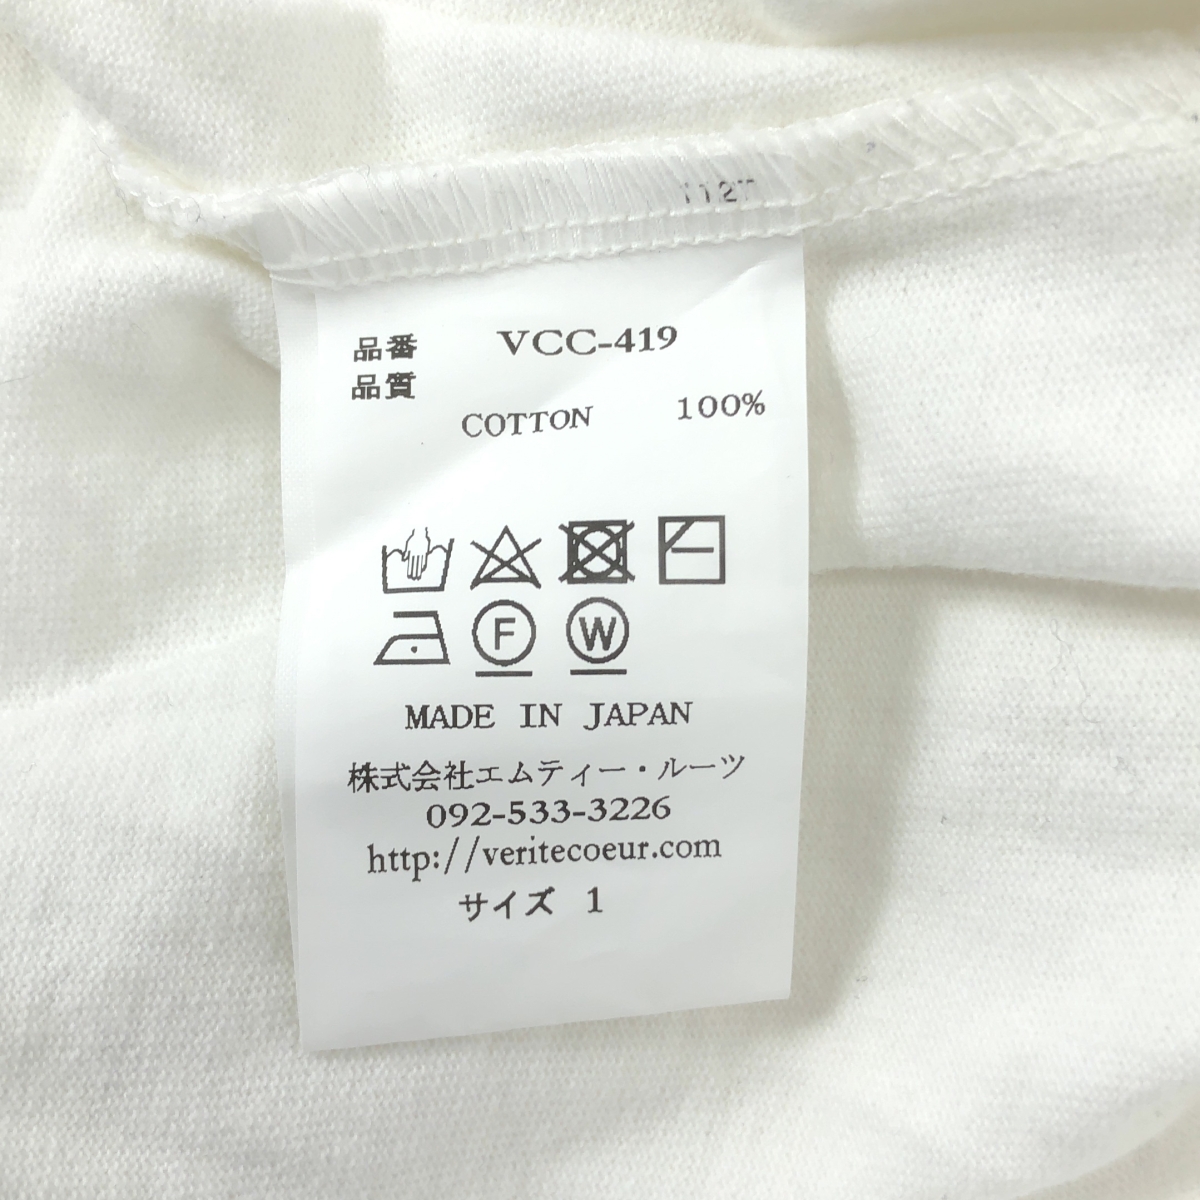 品番 VCC-419
品質
COTTON 100%
F W
MADE IN JAPAN
株式会社エムティー・ルーツ
092-533-3226
http://veritecoeur.com
サイズ 1